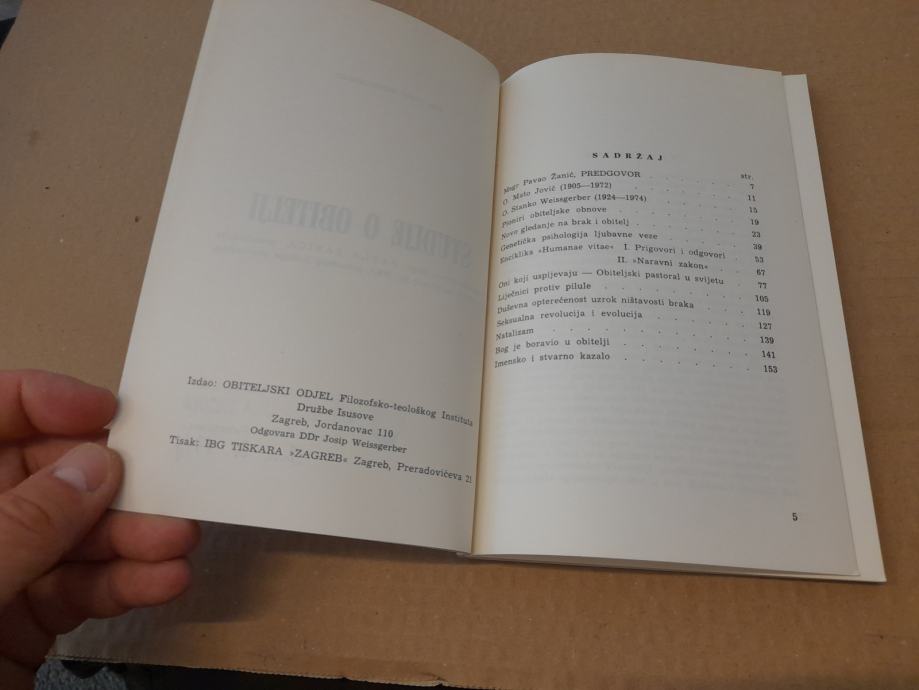 Izdao: OBITELJSKI ODJEL Filozofsko-teološkog Instituta
Družbe Isusove
Zagreb, Jordanovac 110
Odgovara DDr Josip Weissgerber
Tisak: IBG TISKARA »ZAGREB« Zagreb, Preradovićeva 21
SADRŽAJ
str.
Msgr Pavao Žanić, PREDGOVOR . . . . . 7
O. Mato Jović (1905—1972) . . . . . 11
O. Stanko Weissgerber (1924—1974) . . . . . 15
Pioniri obiteljske obnove . . . . . 19
Novo gledanje na brak i obitelj . . . . . 23
Genetička psihologija ljubavne veze . . . . . 39
Enciklika »Humanae vitae« I. Prigovori i odgovori . 53
II. »Naravni zakon« . . 67
Oni koji uspijevaju — Obiteljski pastoral u svijetu 77
Liječnici protiv pilule . . . . . 105
Duševna opterećenost uzrok ništavosti braka . . 119
Seksualna revolucija i evolucija . . . . . 127
Natalizam . . . . . 139
Bog je boravio u obitelji . . . . . 141
Imensko i stvarno kazalo . . . . . 153
5